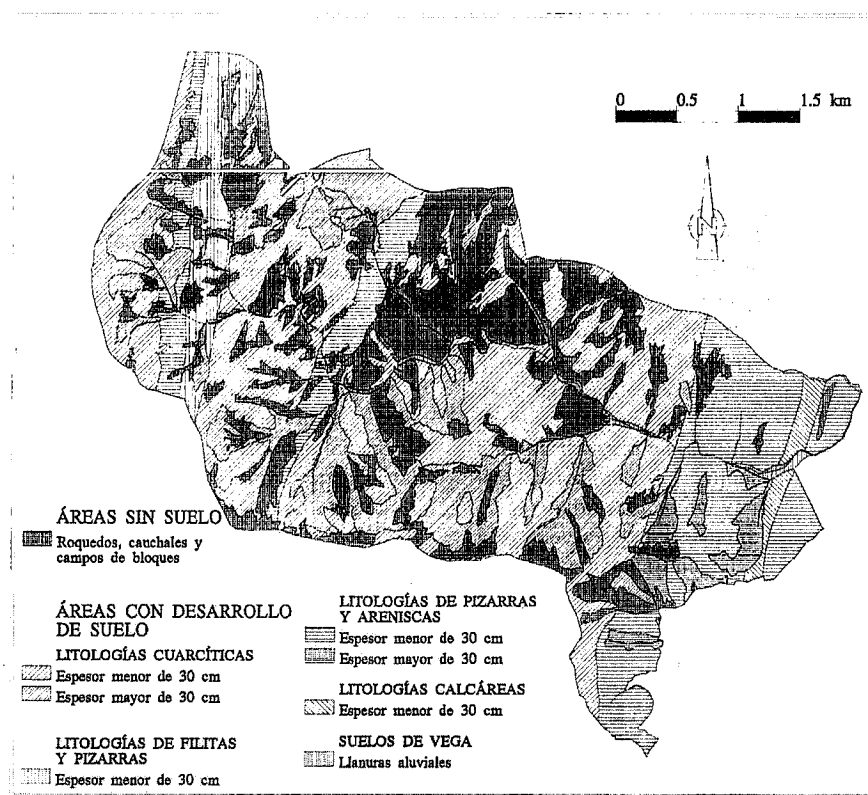 0 0.5 1 1.5 km
N
ÁREAS SIN SUELO
Roquedos, cauchales y
campos de bloques
ÁREAS CON DESARROLLO
DE SUELO
LITOLOGÍAS CUARCÍTICAS
Espesor menor de 30 cm
Espesor mayor de 30 cm
LITOLOGÍAS DE FILITAS
Y PIZARRAS
Espesor menor de 30 cm
LITOLOGÍAS DE PIZARRAS
Y ARENISCAS
Espesor menor de 30 cm
Espesor mayor de 30 cm
LITOLOGÍAS CALCÁREAS
Espesor menor de 30 cm
SUELOS DE VEGA
Llanuras aluviales